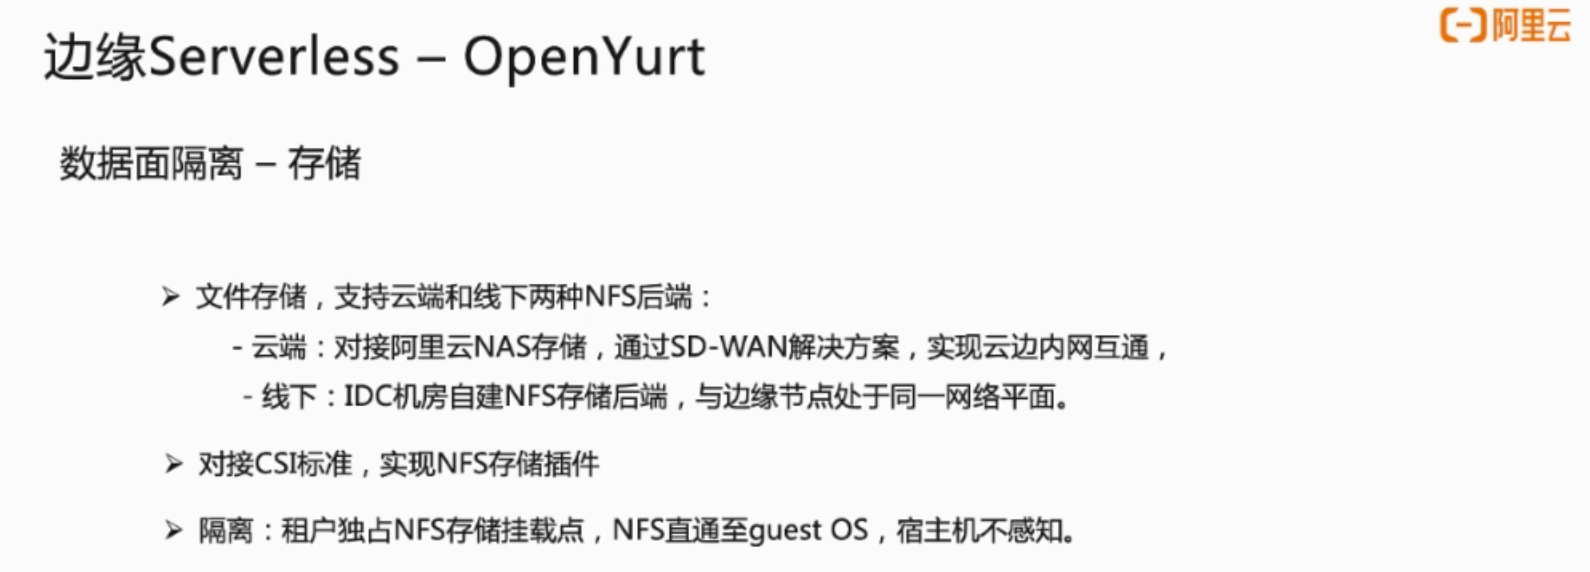 边缘Serverless – OpenYurt
阿里云
数据面隔离 – 存储
➢ 文件存储，支持云端和线下两种NFS后端：
- 云端：对接阿里云NAS存储，通过SD-WAN解决方案，实现云边内网互通，
- 线下：IDC机房自建NFS存储后端，与边缘节点处于同一网络平面。
➢ 对接CSI标准，实现NFS存储插件
➢ 隔离：租户独占NFS存储挂载点，NFS直通至guest OS，宿主机不感知。